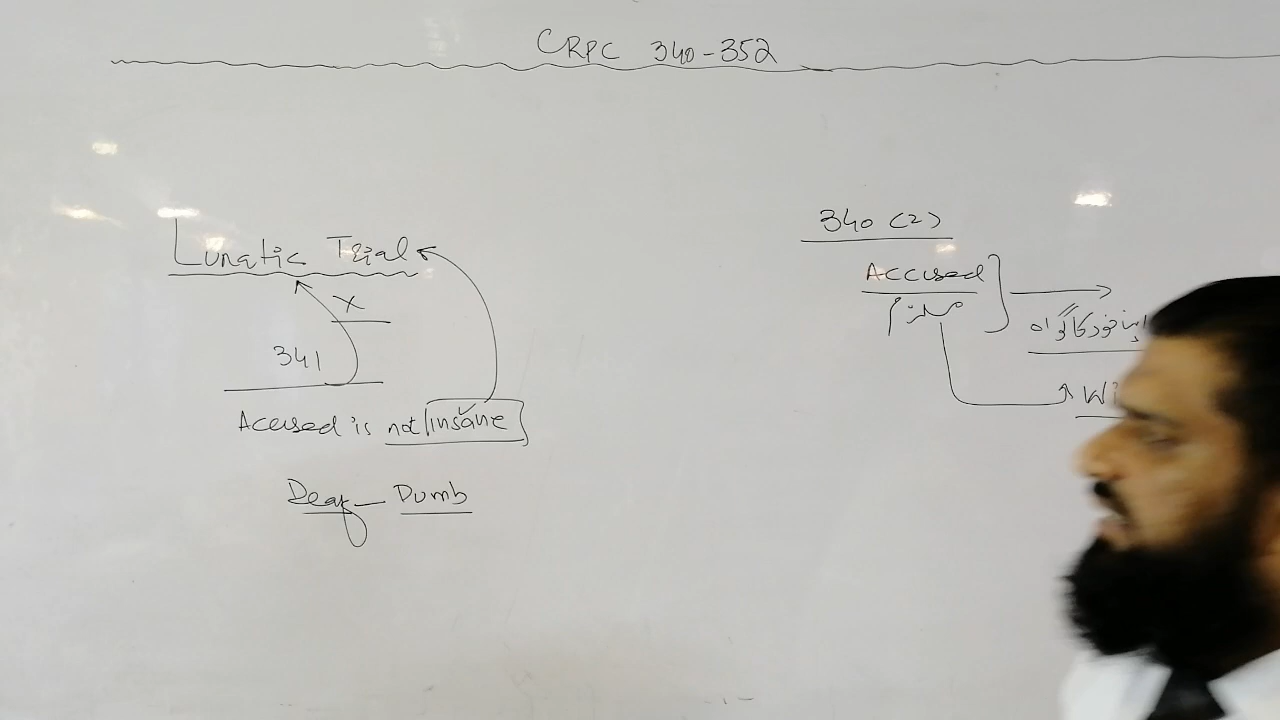 CRPC 340-352
Lunatic Trial
X
341
Accused is not insane
Deaf - Dumb
340 (2)
Accused
ملزم
اپنے خود کا گواہ